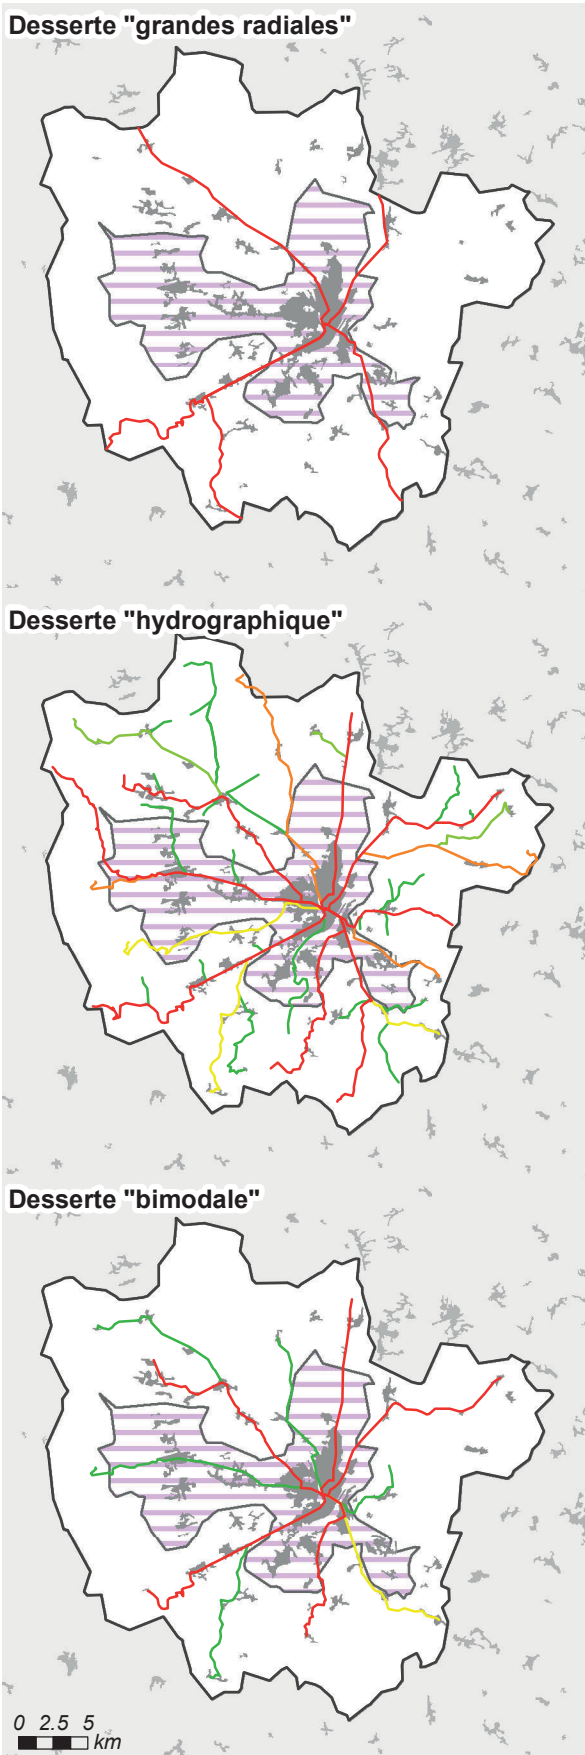 Desserte "grandes radiales"
Desserte "hydrographique"
Desserte "bimodale"
0 2.5 5
km